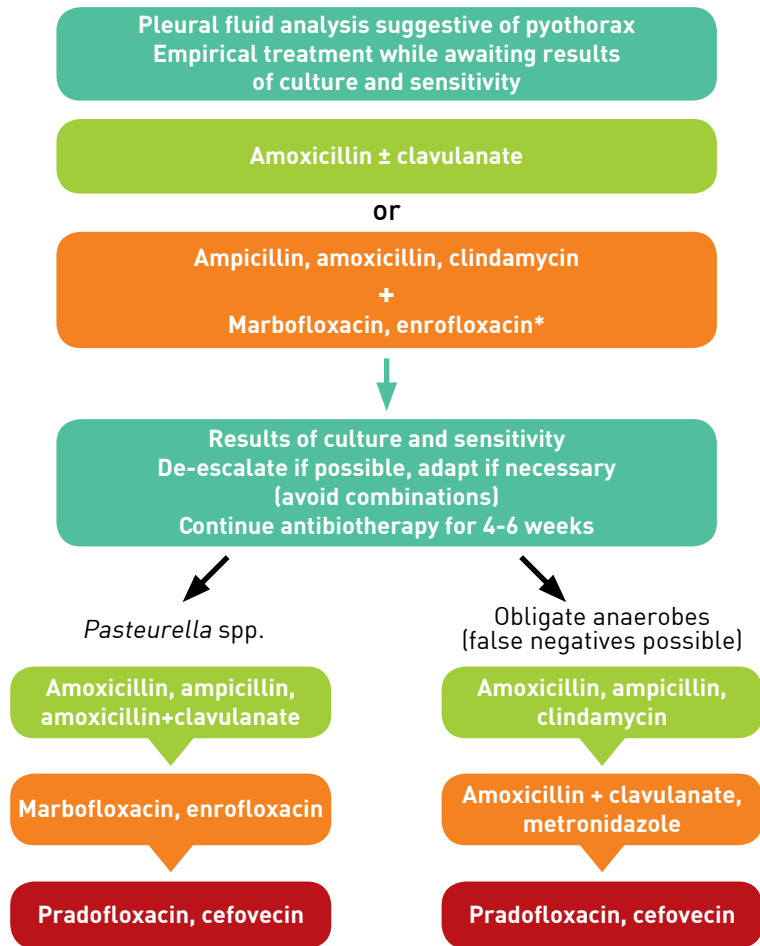 Pleural fluid analysis suggestive of pyothorax
Empirical treatment while awaiting results
of culture and sensitivity
Amoxicillin ± clavulanate
or
Ampicillin, amoxicillin, clindamycin
+
Marbofloxacin, enrofloxacin*
Results of culture and sensitivity
De-escalate if possible, adapt if necessary
(avoid combinations)
Continue antibiotherapy for 4-6 weeks
Pasteurella spp.
Amoxicillin, ampicillin,
amoxicillin+clavulanate
Marbofloxacin, enrofloxacin
Pradofloxacin, cefovecin
Obligate anaerobes
(false negatives possible)
Amoxicillin, ampicillin,
clindamycin
Amoxicillin + clavulanate,
metronidazole
Pradofloxacin, cefovecin